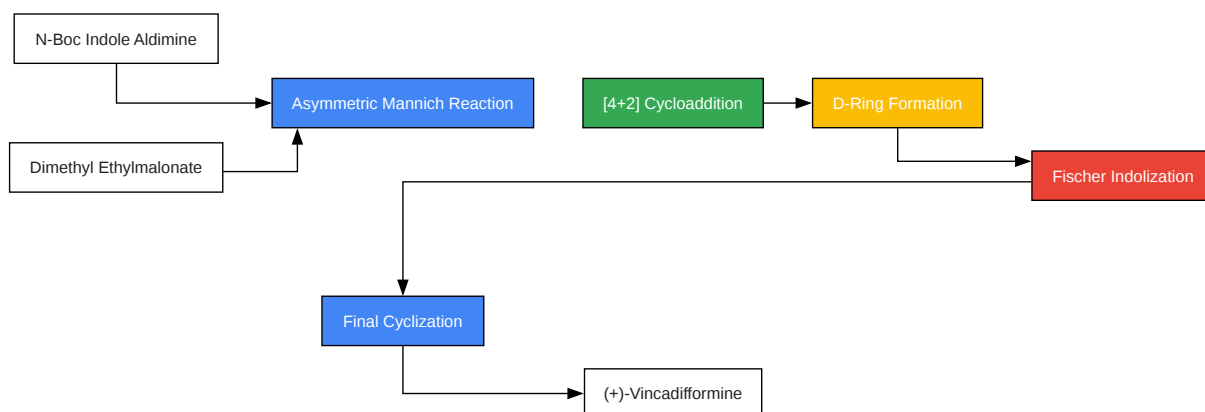 N-Boc Indole Aldimine
Asymmetric Mannich Reaction
[4+2] Cycloaddition
D-Ring Formation
Dimethyl Ethylmalonate
Fischer Indolization
Final Cyclization
(+)-Vincadifformine